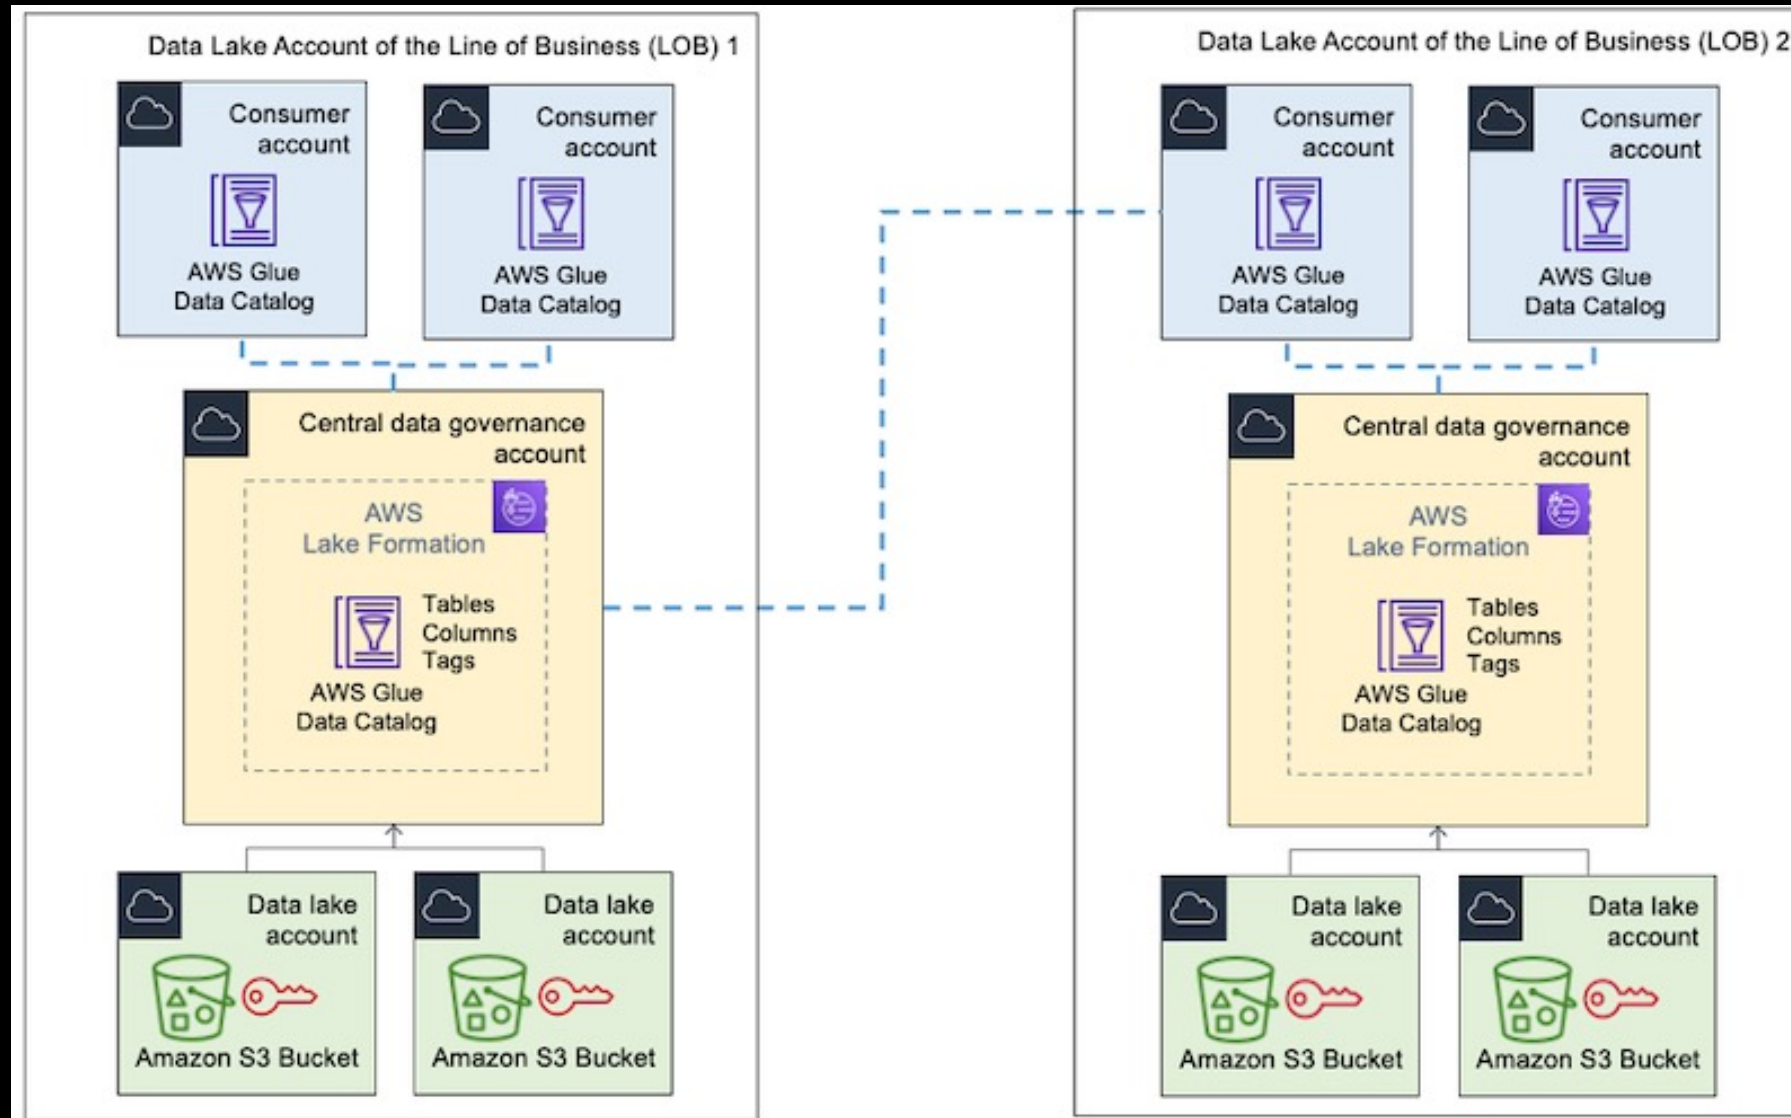 Data Lake Account of the Line of Business (LOB) 1
Consumer
account
AWS Glue
Data Catalog
Consumer
account
AWS Glue
Data Catalog
Central data governance
account
AWS
Lake Formation
Tables
Columns
Tags
AWS Glue
Data Catalog
Data lake
account
Amazon S3 Bucket
Data lake
account
Amazon S3 Bucket
Data Lake Account of the Line of Business (LOB) 2
Consumer
account
AWS Glue
Data Catalog
Consumer
account
AWS Glue
Data Catalog
Central data governance
account
AWS
Lake Formation
Tables
Columns
Tags
AWS Glue
Data Catalog
Data lake
account
Amazon S3 Bucket
Data lake
account
Amazon S3 Bucket